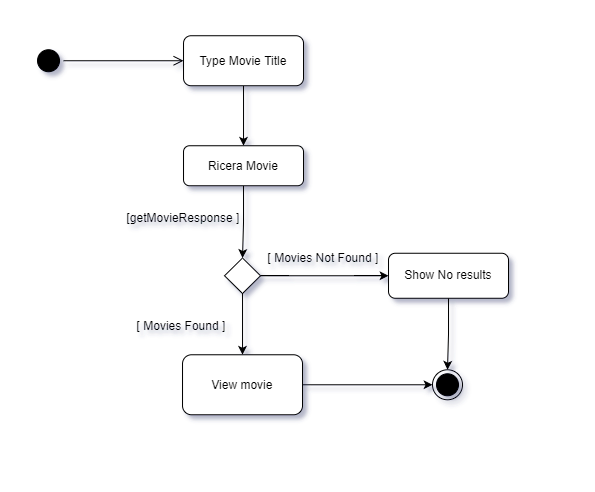 Type Movie Title
Ricera Movie
[getMovieResponse ]
[ Movies Not Found ]
Show No results
[ Movies Found ]
View movie